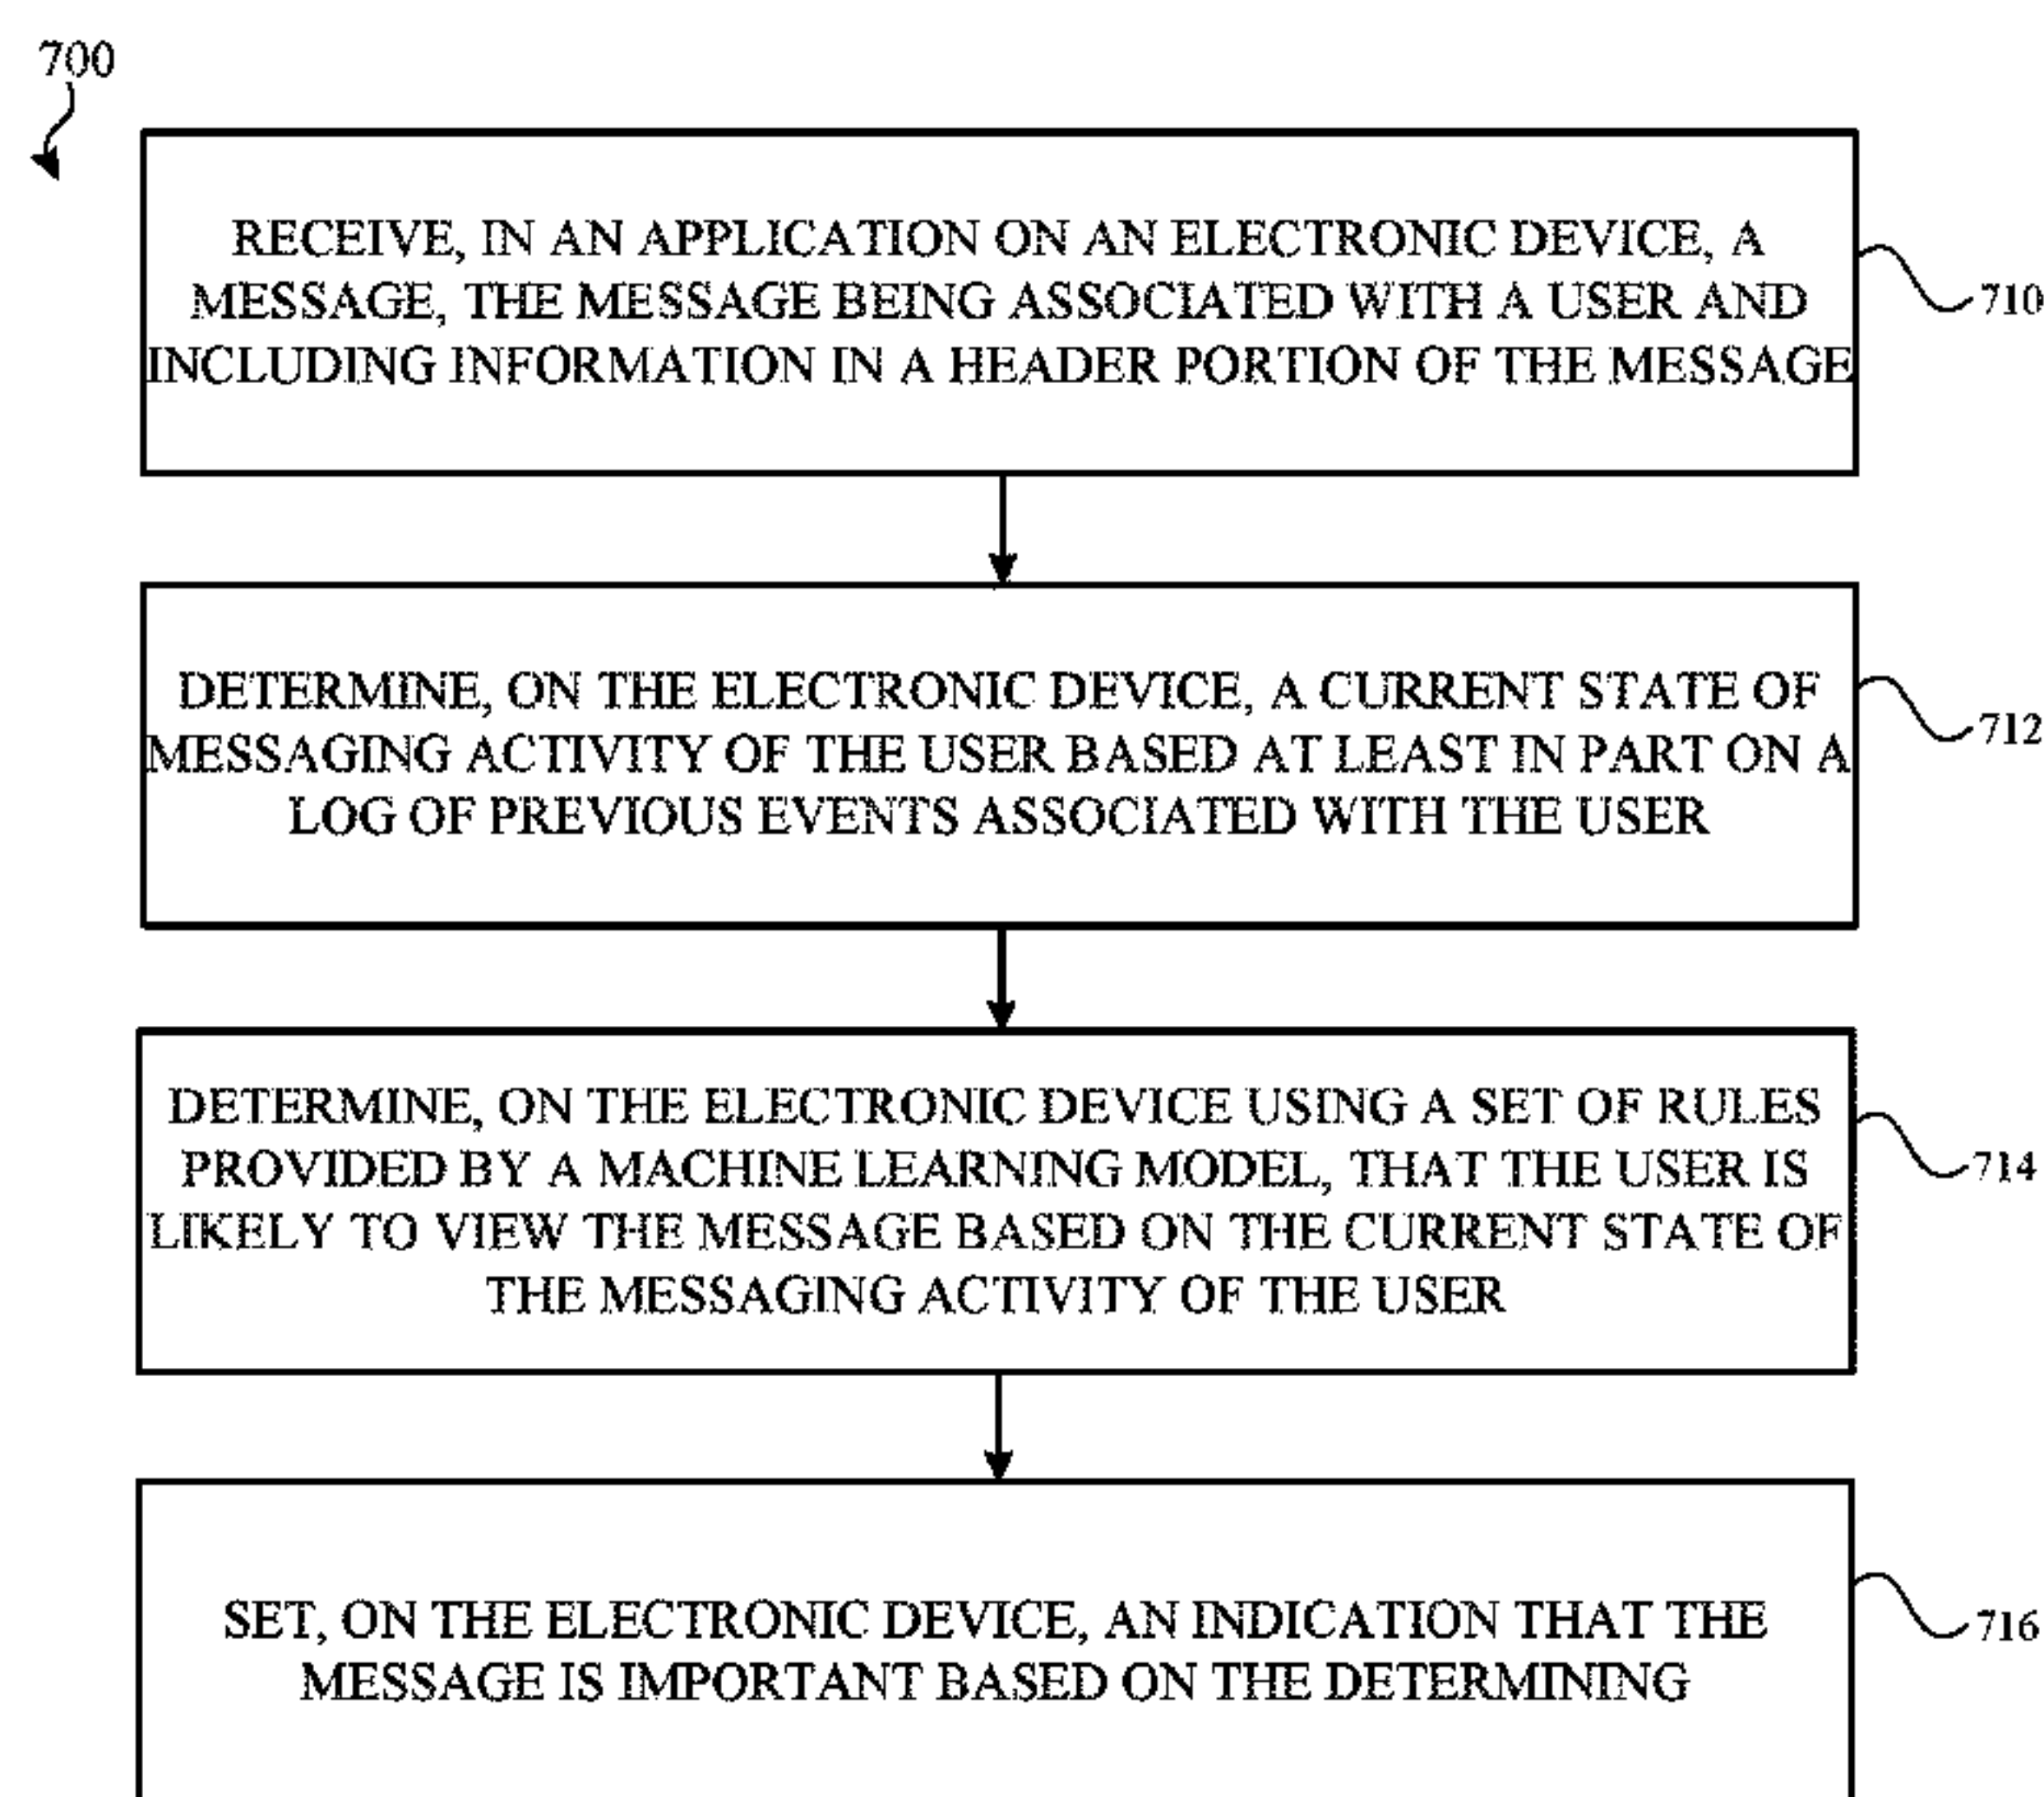 700
RECEIVE, IN AN APPLICATION ON AN ELECTRONIC DEVICE, A
MESSAGE, THE MESSAGE BEING ASSOCIATED WITH A USER AND
INCLUDING INFORMATION IN A HEADER PORTION OF THE MESSAGE
710
DETERMINE, ON THE ELECTRONIC DEVICE, A CURRENT STATE OF
MESSAGING ACTIVITY OF THE USER BASED AT LEAST IN PART ON A
LOG OF PREVIOUS EVENTS ASSOCIATED WITH THE USER
712
DETERMINE, ON THE ELECTRONIC DEVICE USING A SET OF RULES
PROVIDED BY A MACHINE LEARNING MODEL, THAT THE USER IS
LIKELY TO VIEW THE MESSAGE BASED ON THE CURRENT STATE OF
THE MESSAGING ACTIVITY OF THE USER
714
SET, ON THE ELECTRONIC DEVICE, AN INDICATION THAT THE
MESSAGE IS IMPORTANT BASED ON THE DETERMINING
716